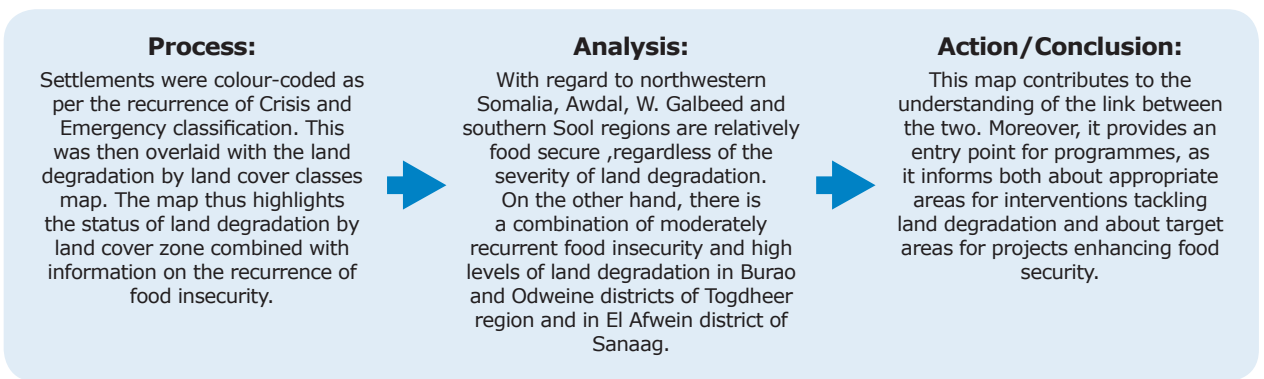 Process:
Settlements were colour-coded as
per the recurrence of Crisis and
Emergency classification. This
was then overlaid with the land
degradation by land cover classes
map. The map thus highlights
the status of land degradation by
land cover zone combined with
information on the recurrence of
food insecurity.
Analysis:
With regard to northwestern
Somalia, Awdal, W. Galbeed and
southern Sool regions are relatively
food secure ,regardless of the
severity of land degradation.
On the other hand, there is
a combination of moderately
recurrent food insecurity and high
levels of land degradation in Burao
and Odweine districts of Togdheer
region and in El Afwein district of
Sanaag.
Action/Conclusion:
This map contributes to the
understanding of the link between
the two. Moreover, it provides an
entry point for programmes, as
it informs both about appropriate
areas for interventions tackling
land degradation and about target
areas for projects enhancing food
security.